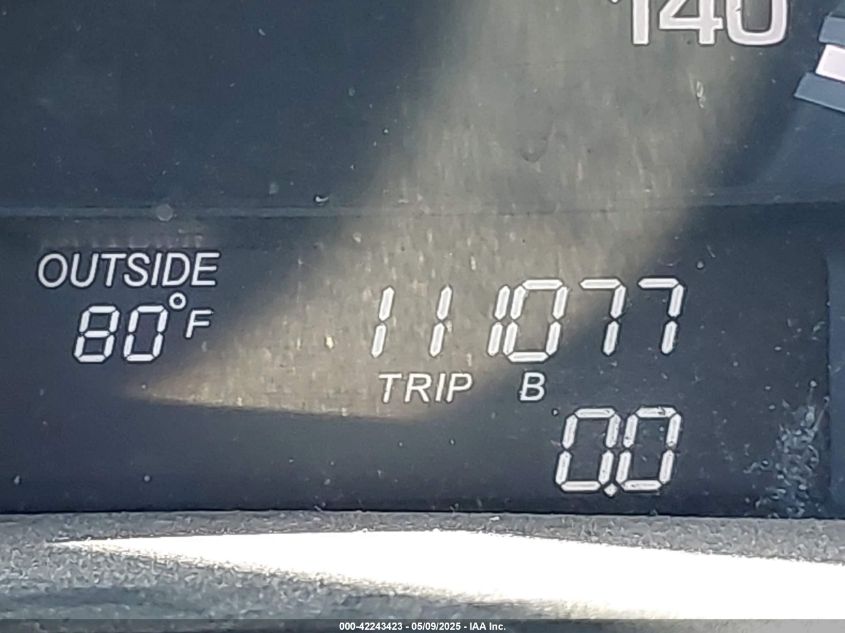 140
OUTSIDE
80°F
111077
TRIP B
0.0
000-42243423 - 05/09/2025 - IAA Inc.